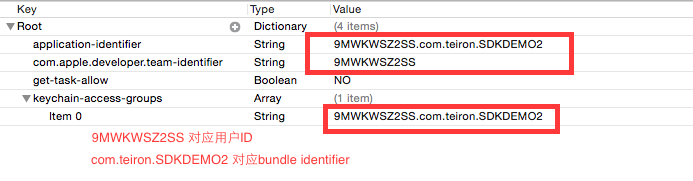 Key Type Value
Root Dictionary (4 items)
application-identifier String 9MWKWSZ2SS.com.teiron.SDKDEMO2
com.apple.developer.team-identifier String 9MWKWSZ2SS
get-task-allow Boolean NO
keychain-access-groups Array (1 item)
Item 0 String 9MWKWSZ2SS.com.teiron.SDKDEMO2
9MWKWSZ2SS 对应用户ID
com.teiron.SDKDEMO2 对应bundle identifier